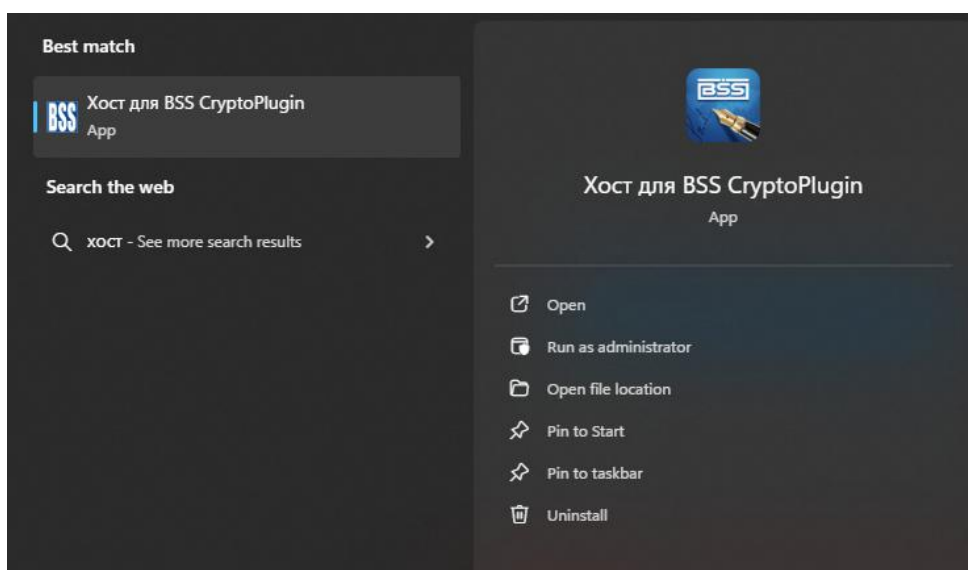 Best match
BSS
Хост для BSS CryptoPlugin
App
Search the web
хост - See more search results
BSS
Хост для BSS CryptoPlugin
App
Open
Run as administrator
Open file location
Pin to Start
Pin to taskbar
Uninstall